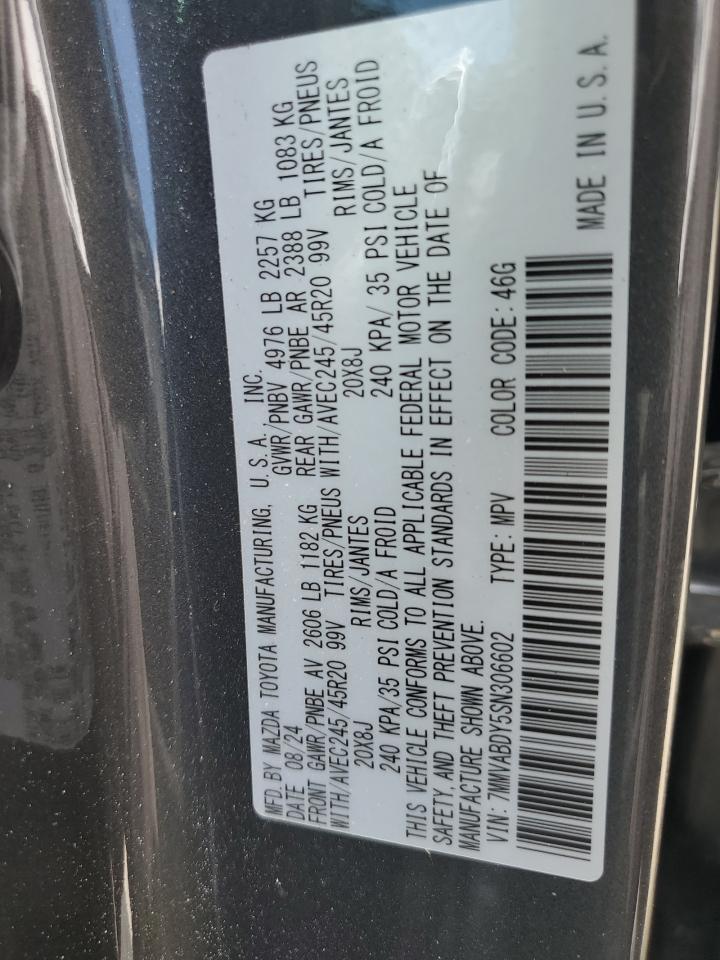 MFD. BY MAZDA TOYOTA MANUFACTURING, U.S.A., INC.
DATE 08/24 GVWR/PNBV 4976 LB 2257 KG
FRONT GAWR/PNBE AV 2606 LB 1182 KG REAR GAWR/PNBE AR 2388 LB 1083 KG
WITH/AVEC245/45R20 99V TIRES/PNEUS WITH/AVEC245/45R20 99V TIRES/PNEUS
20X8J RIMS/JANTES 20X8J RIMS/JANTES
240 KPA/35 PSI COLD/A FROID 240 KPA/ 35 PSI COLD/A FROID
THIS VEHICLE CONFORMS TO ALL APPLICABLE FEDERAL MOTOR VEHICLE
SAFETY, AND THEFT PREVENTION STANDARDS IN EFFECT ON THE DATE OF
MANUFACTURE SHOWN ABOVE.
VIN: 7MMVABDY5SN306602 TYPE: MPV COLOR CODE: 46G
MADE IN U.S.A.